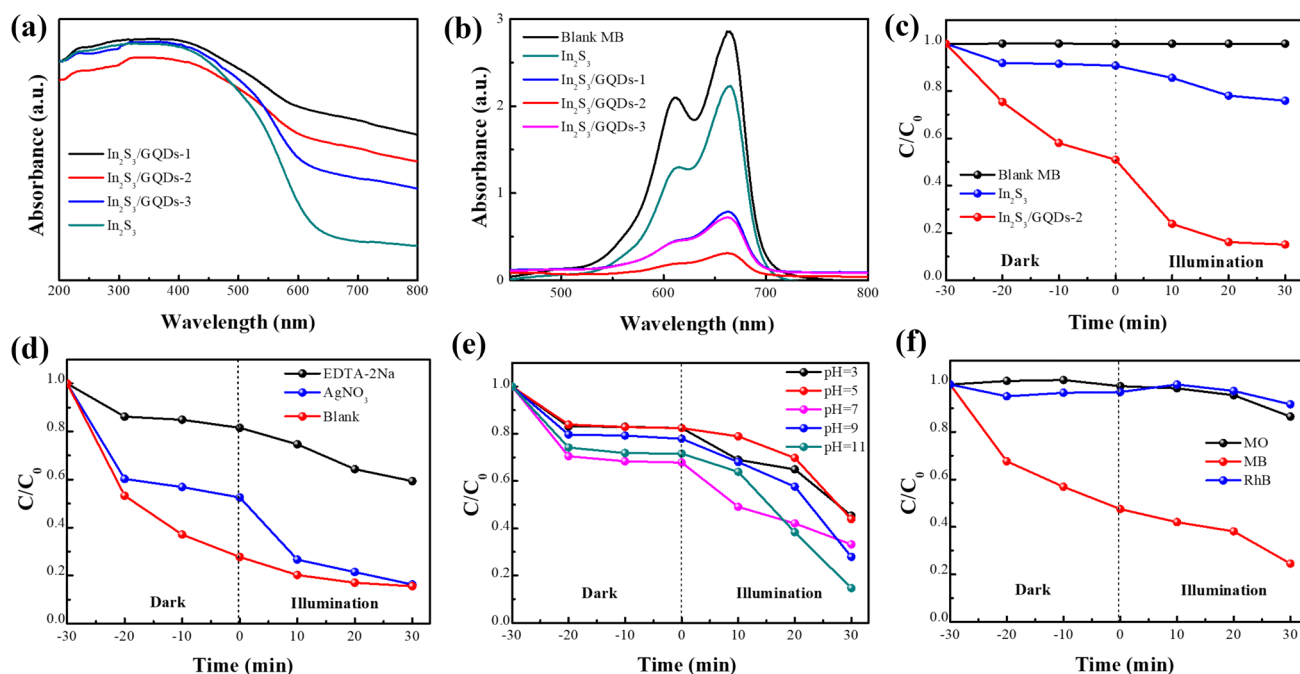 (a)
Absorbance (a.u.)
In₂S₃/GQDs-1
In₂S₃/GQDs-2
In₂S₃/GQDs-3
In₂S₃
200 300 400 500 600 700 800
Wavelength (nm)
(b)
Absorbance (a.u.)
3
2
1
0
Blank MB
In₂S₃
In₂S₃/GQDs-1
In₂S₃/GQDs-2
In₂S₃/GQDs-3
500 600 700 800
Wavelength (nm)
(c)
C/C₀
1.0
0.8
0.6
0.4
0.2
0.0
Blank MB
In₂S₃
In₂S₃/GQDs-2
Dark Illumination
-30 -20 -10 0 10 20 30
Time (min)
(d)
C/C₀
1.0
0.8
0.6
0.4
0.2
0.0
EDTA-2Na
AgNO₃
Blank
Dark Illumination
-30 -20 -10 0 10 20 30
Time (min)
(e)
C/C₀
1.0
0.8
0.6
0.4
0.2
0.0
pH=3
pH=5
pH=7
pH=9
pH=11
Dark Illumination
-30 -20 -10 0 10 20 30
Time (min)
(f)
C/C₀
1.0
0.8
0.6
0.4
0.2
0.0
MO
MB
RhB
Dark Illumination
-30 -20 -10 0 10 20 30
Time (min)